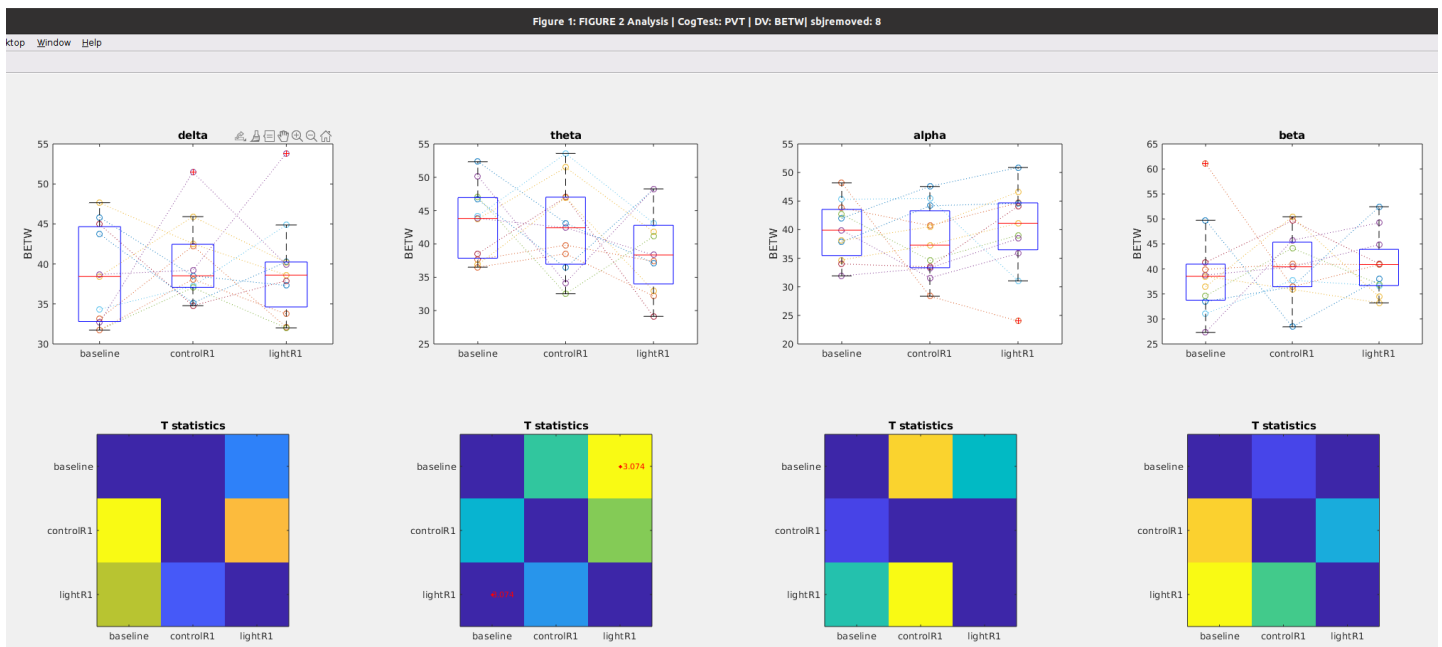 Figure 1: FIGURE 2 Analysis | CogTest: PVT | DV: BETW| sbjremoved: 8
ktop Window Help
delta
55
50
45
40
35
30
BETW
baseline controlR1 lightR1
theta
55
50
45
40
35
30
25
BETW
baseline controlR1 lightR1
alpha
55
50
45
40
35
30
25
20
BETW
baseline controlR1 lightR1
beta
65
60
55
50
45
40
35
30
25
BETW
baseline controlR1 lightR1
T statistics
baseline
controlR1
lightR1
baseline controlR1 lightR1
T statistics
baseline
controlR1
lightR1
3.074
baseline controlR1 lightR1
T statistics
baseline
controlR1
lightR1
baseline controlR1 lightR1
T statistics
baseline
controlR1
lightR1
baseline controlR1 lightR1